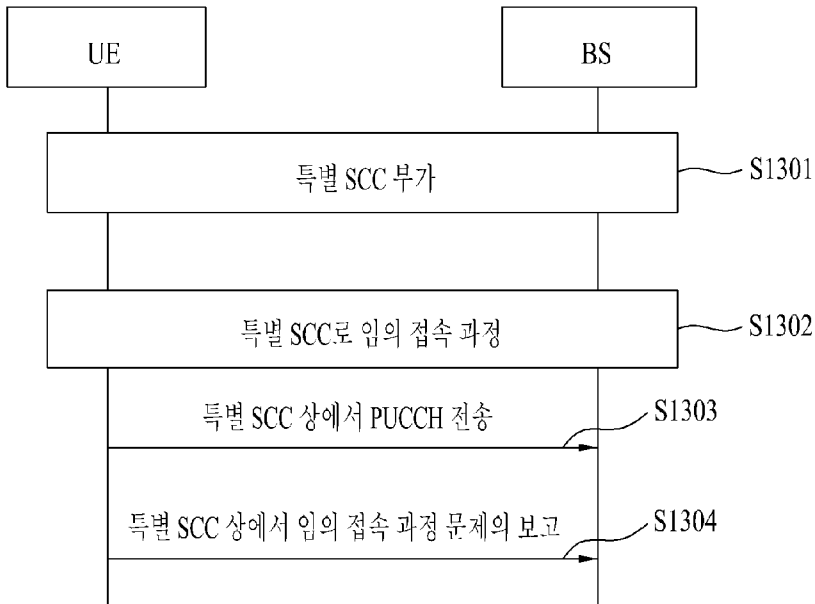 UE
BS
특별 SCC 부가
S1301
특별 SCC로 임의 접속 과정
S1302
특별 SCC 상에서 PUCCH 전송
S1303
특별 SCC 상에서 임의 접속 과정 문제의 보고
S1304